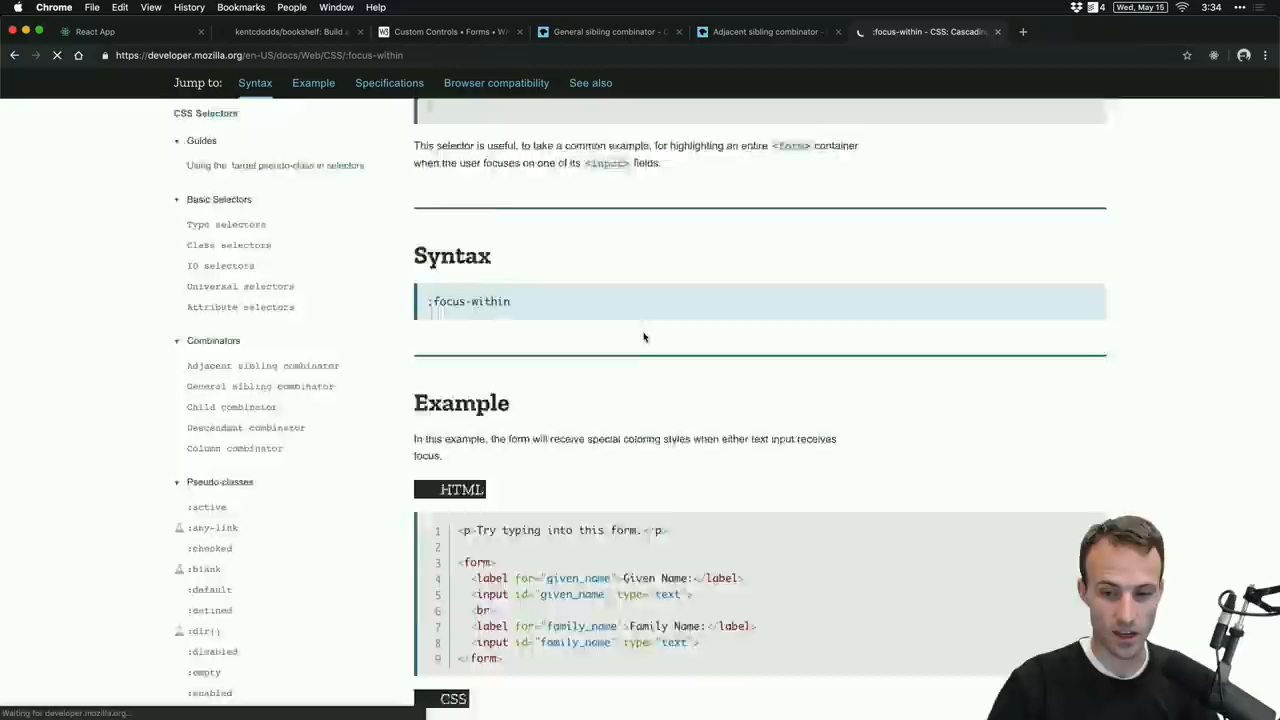 Chrome File Edit View History Bookmarks People Window Help 4 Wed, May 15 3:34
React App
kentcdodds/bookshelf: Build a
Custom Controls • Forms • W
General sibling combinator - C
Adjacent sibling combinator -
:focus-within - CSS: Cascading
https://developer.mozilla.org/en-US/docs/Web/CSS/:focus-within
Jump to: Syntax Example Specifications Browser compatibility See also
CSS Selectors
Guides
Using the :target pseudo-class in selectors
Basic Selectors
Type selectors
Class selectors
ID selectors
Universal selectors
Attribute selectors
Combinators
Adjacent sibling combinator
General sibling combinator
Child combinator
Descendant combinator
Column combinator
Pseudo-classes
:active
:any-link
:checked
:blank
:default
:defined
:dir()
:disabled
:empty
:enabled
This selector is useful, to take a common example, for highlighting an entire <form> container
when the user focuses on one of its <input> fields.
Syntax
:focus-within
Example
In this example, the form will receive special coloring styles when either text input receives
focus.
HTML
1 <p>Try typing into this form.</p>
2
3 <form>
4 <label for="given_name">Given Name:</label>
5 <input id="given_name" type="text">
6
7 <label for="family_name">Family Name:</label>
8 <input id="family_name" type="text">
9 </form>
CSS
Waiting for developer.mozilla.org...